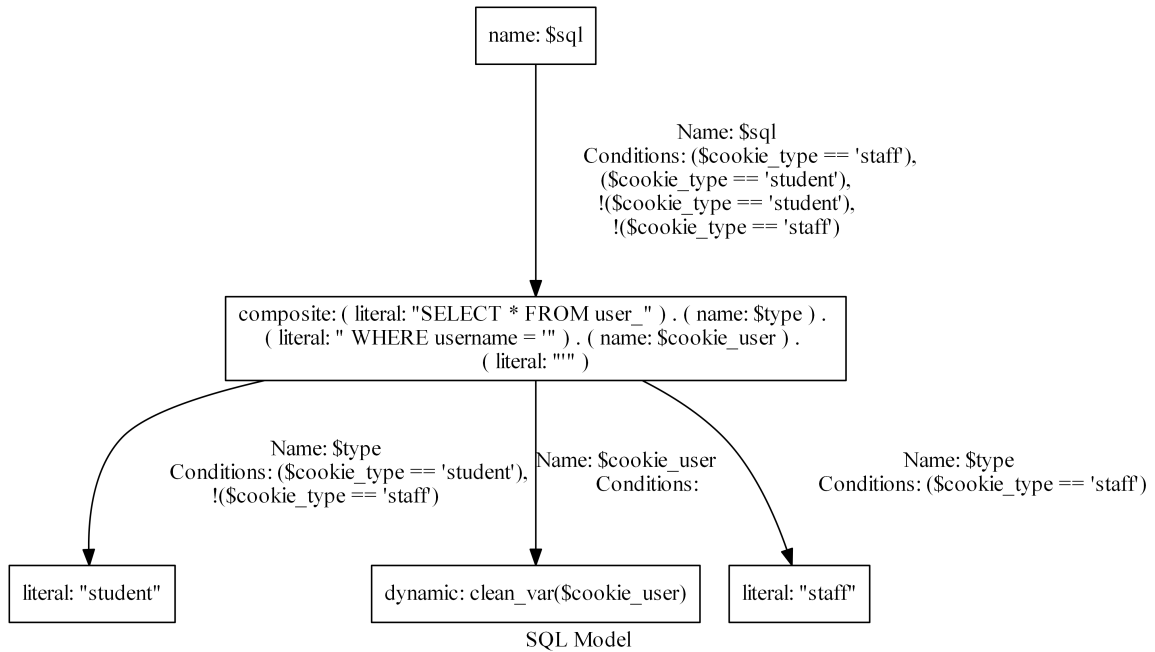 name: $sql
Name: $sql
Conditions: ($cookie_type == 'staff'),
($cookie_type == 'student'),
!($cookie_type == 'student'),
!($cookie_type == 'staff')
composite: ( literal: "SELECT * FROM user_" ) . ( name: $type ) .
( literal: " WHERE username = '" ) . ( name: $cookie_user ) .
( literal: "'" )
Name: $type
Conditions: ($cookie_type == 'student'),
!($cookie_type == 'staff')
Name: $cookie_user
Conditions:
Name: $type
Conditions: ($cookie_type == 'staff')
literal: "student"
dynamic: clean_var($cookie_user)
literal: "staff"
SQL Model